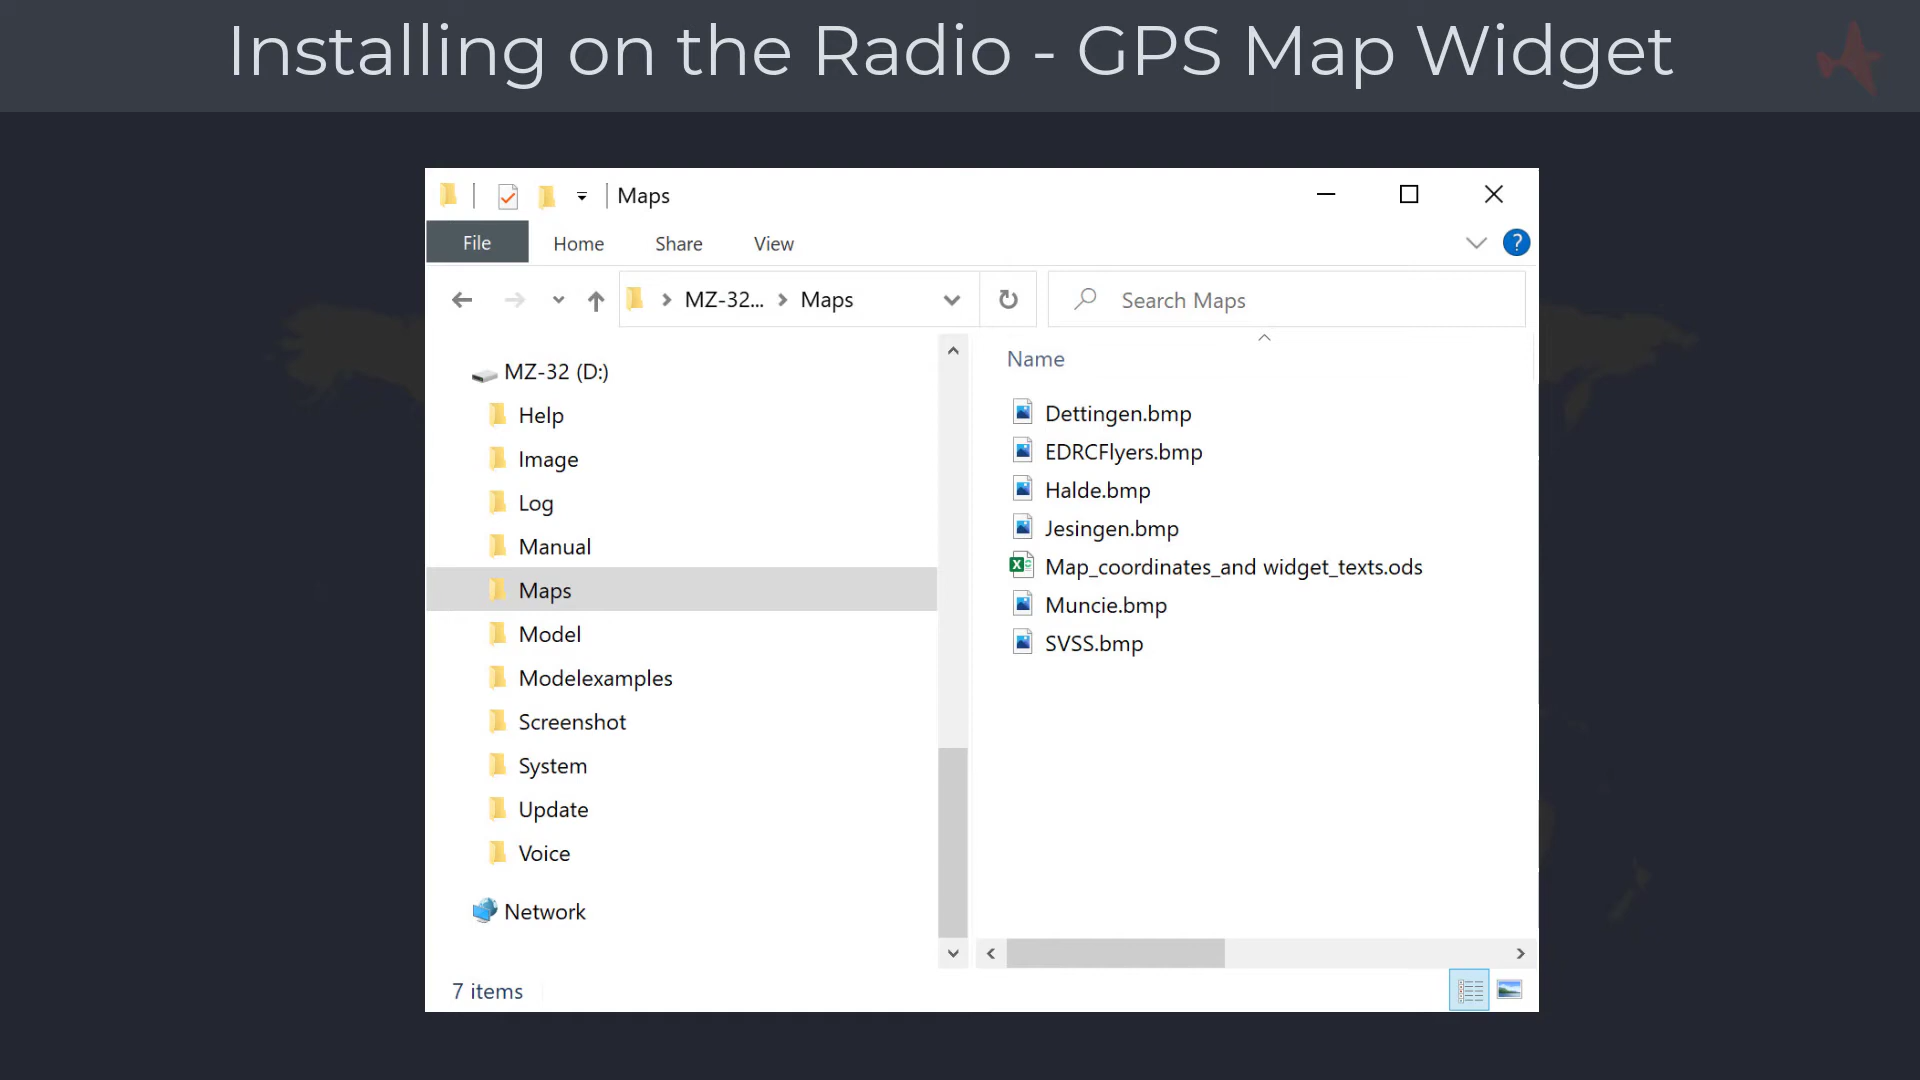 Installing on the Radio - GPS Map Widget
Maps
File Home Share View
?
MZ-32... Maps
Search Maps
MZ-32 (D:)
Help
Image
Log
Manual
Maps
Model
Modelexamples
Screenshot
System
Update
Voice
Network
Name
Dettingen.bmp
EDRCFlyers.bmp
Halde.bmp
Jesingen.bmp
Map_coordinates_and widget_texts.ods
Muncie.bmp
SVSS.bmp
7 items